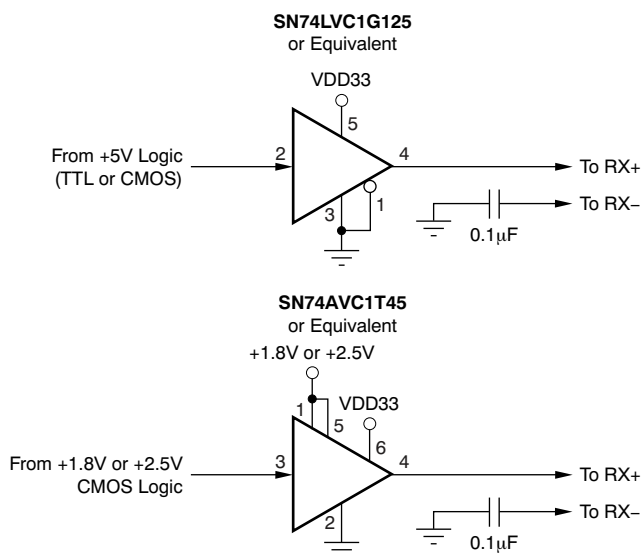 SN74LVC1G125
or Equivalent
VDD33
5
From +5V Logic
(TTL or CMOS)
2
4
To RX+
3
1
To RX–
0.1μF
SN74AVC1T45
or Equivalent
+1.8V or +2.5V
VDD33
1
5
6
From +1.8V or +2.5V
CMOS Logic
3
4
To RX+
2
To RX–
0.1μF